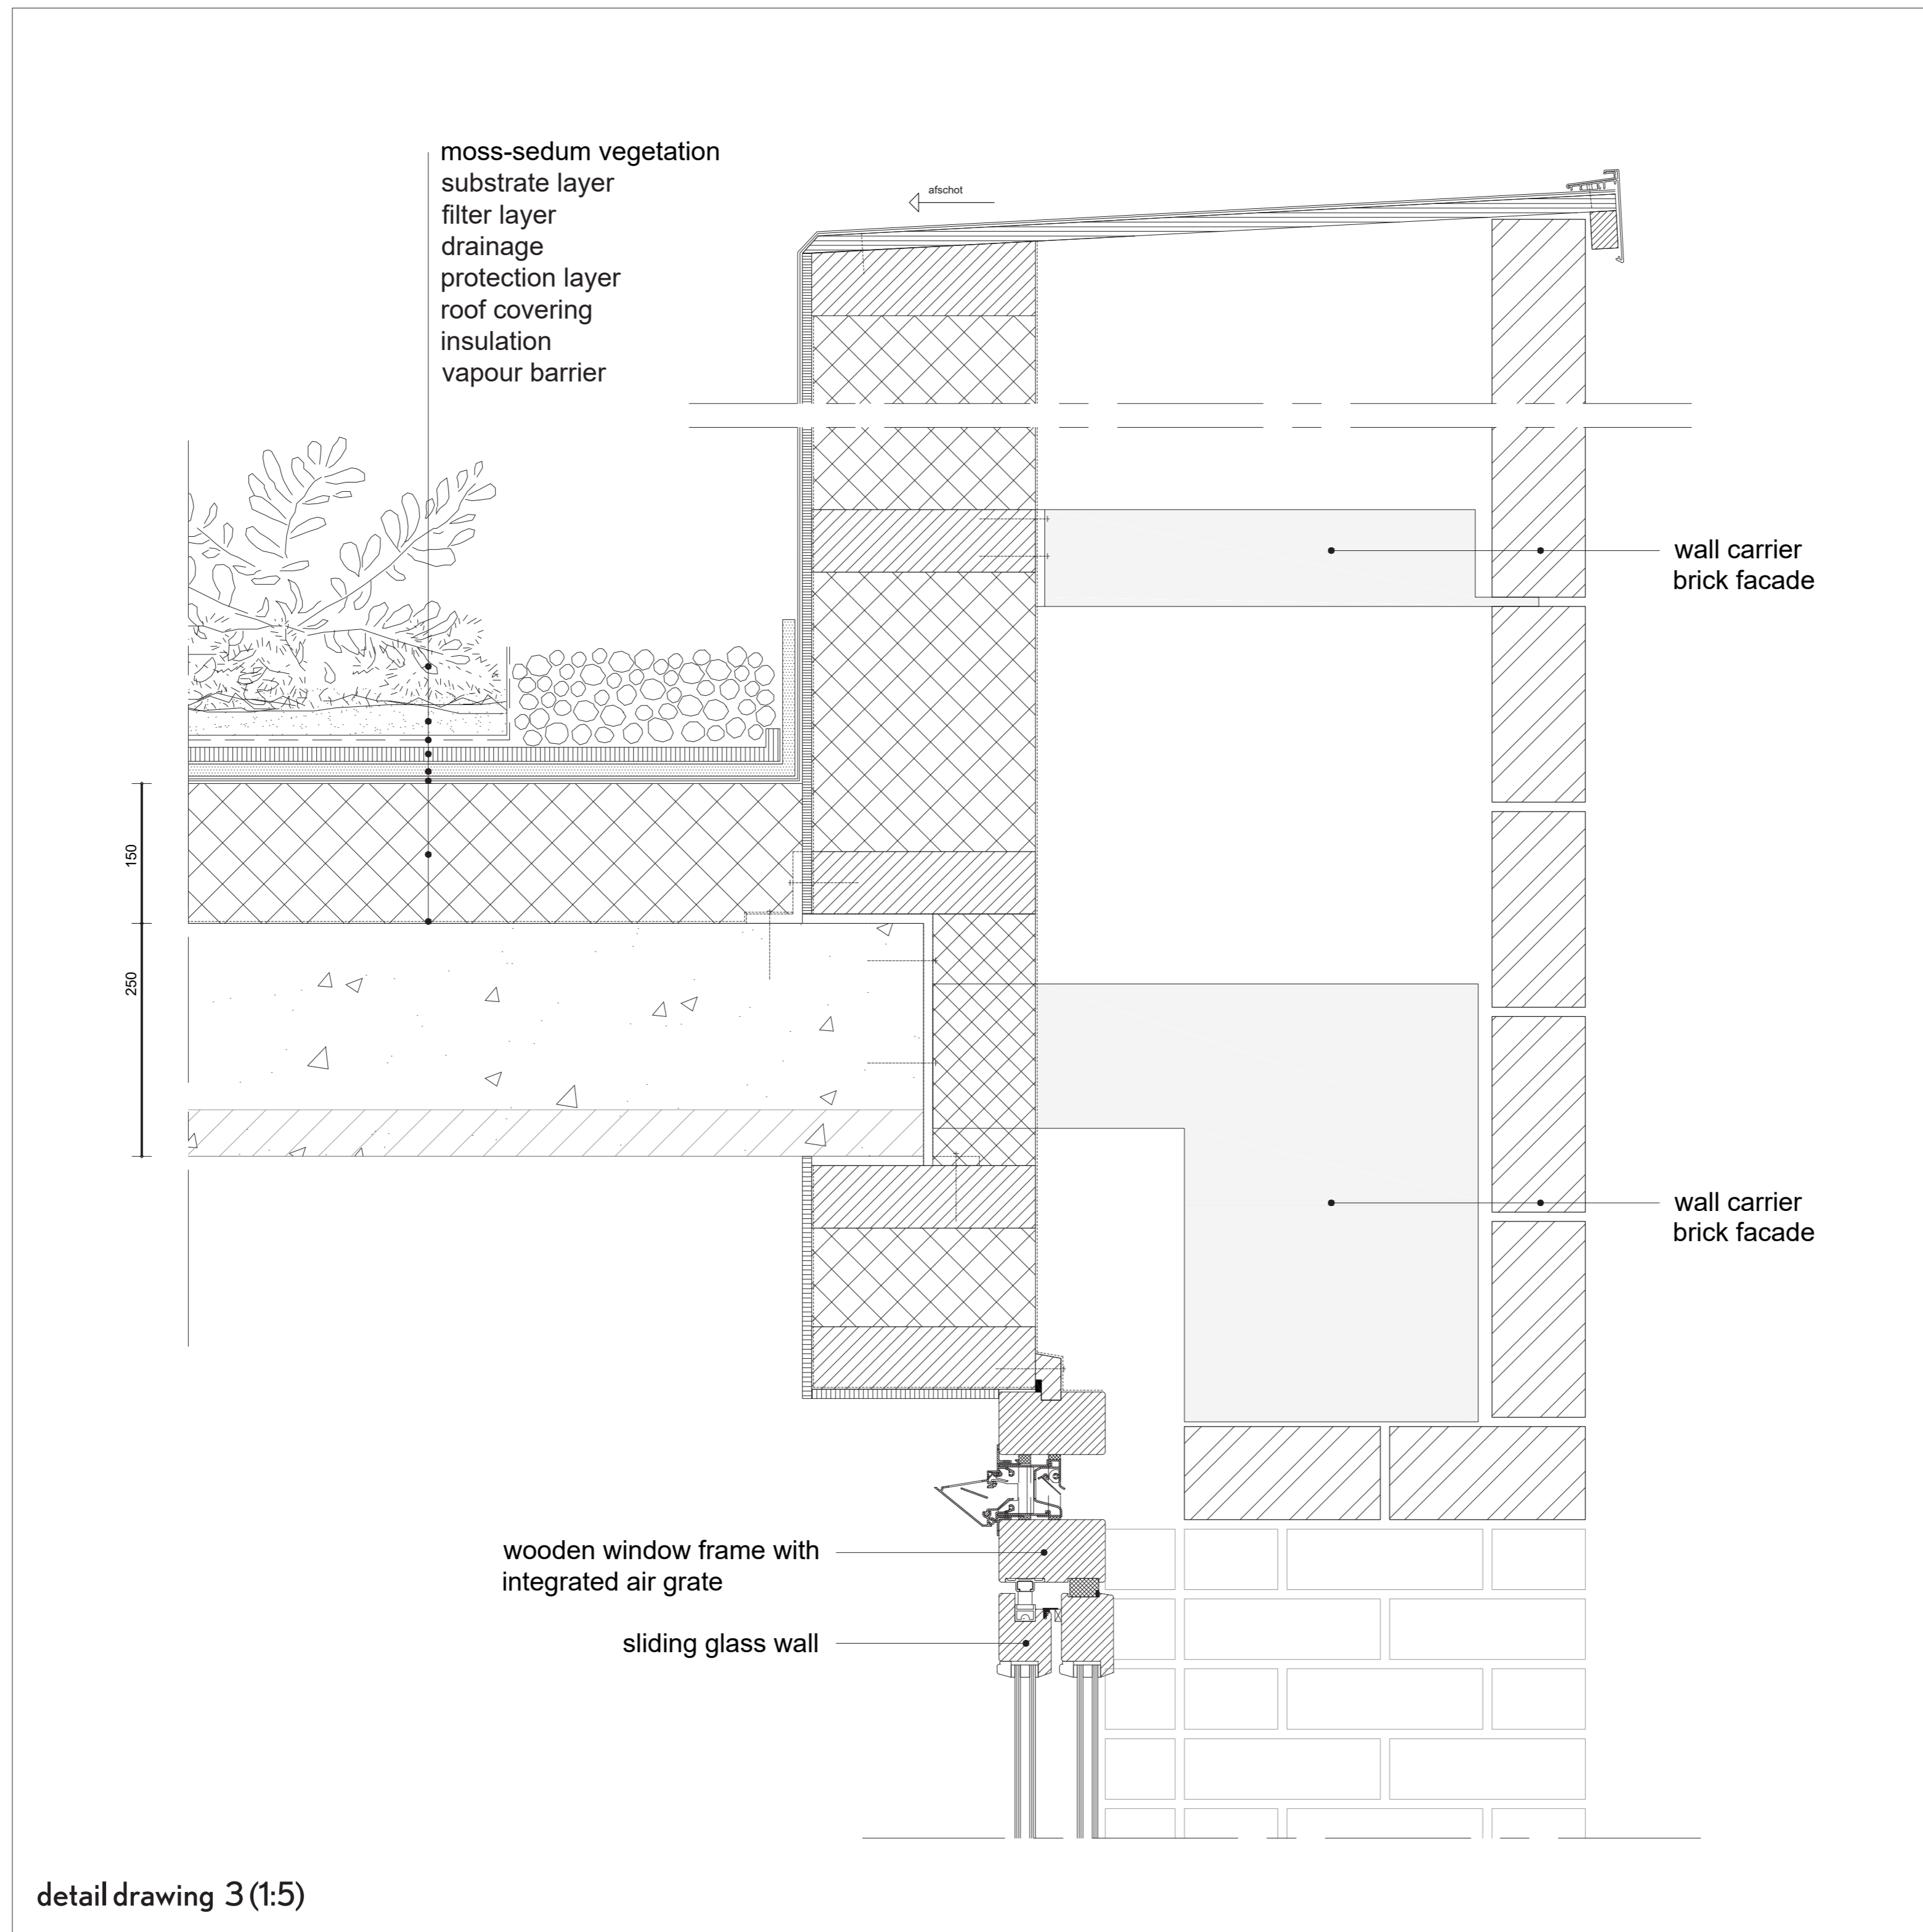 moss-sedum vegetation
substrate layer
filter layer
drainage
protection layer
roof covering
insulation
vapour barrier
afschot
wall carrier
brick facade
150
250
wall carrier
brick facade
wooden window frame with
integrated air grate
sliding glass wall
detail drawing 3 (1:5)